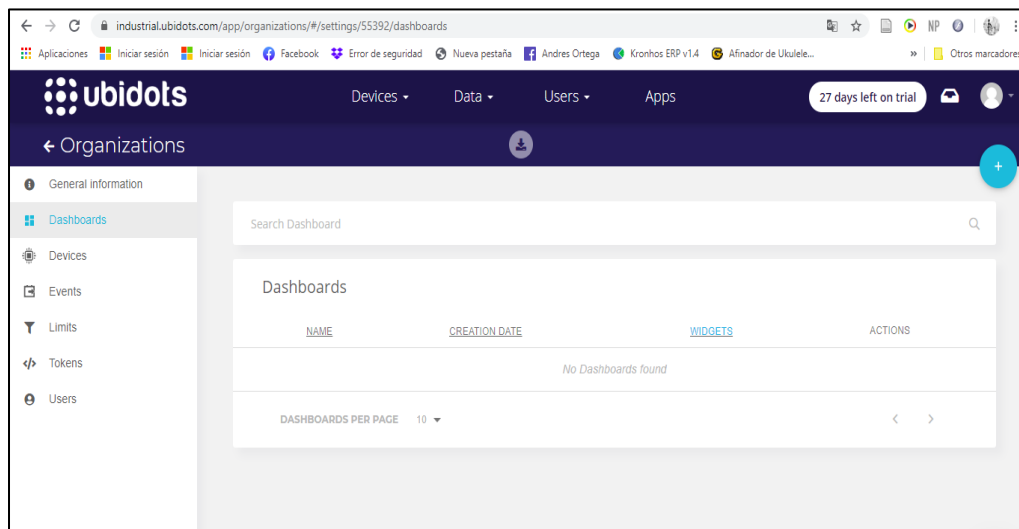 industrial.ubidots.com/app/organizations/#/settings/55392/dashboards
NP
Aplicaciones Iniciar sesión Iniciar sesión Facebook Error de seguridad Nueva pestaña Andres Ortega Kronhos ERP v1.4 Afinador de Ukulele... » Otros marcadores
ubidots Devices Data Users Apps 27 days left on trial
Organizations
General information
Dashboards
Devices
Events
Limits
Tokens
Users
Search Dashboard
Dashboards
NAME CREATION DATE WIDGETS ACTIONS
No Dashboards found
DASHBOARDS PER PAGE 10